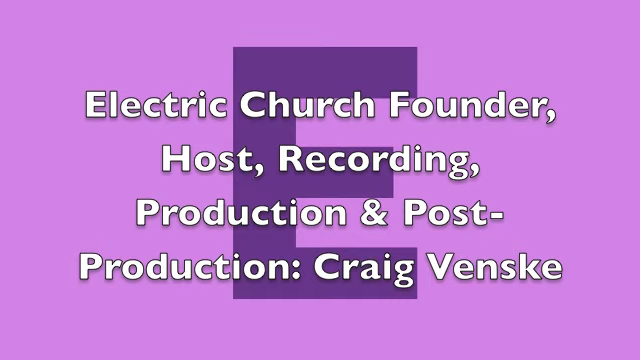 Electric Church Founder,
Host, Recording,
Production & Post-
Production: Craig Venske
E